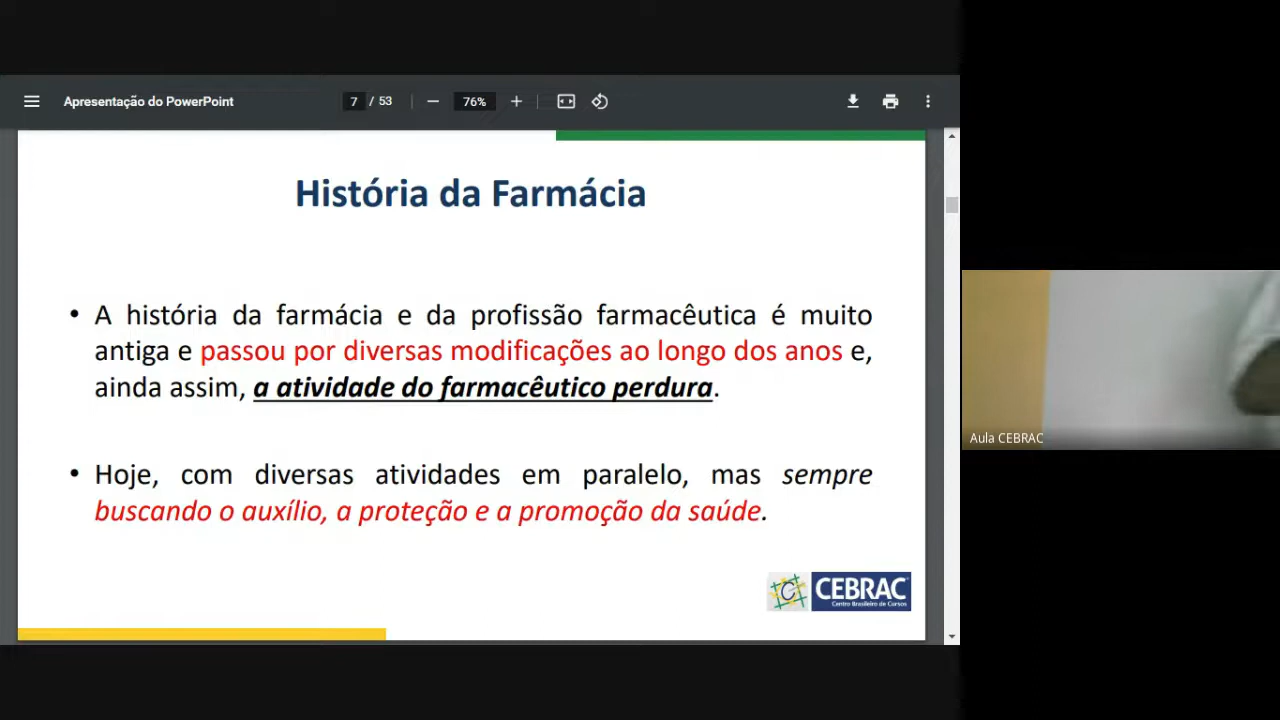 Apresentação do PowerPoint
7 / 53
76%
História da Farmácia
• A história da farmácia e da profissão farmacêutica é muito
antiga e passou por diversas modificações ao longo dos anos e,
ainda assim, a atividade do farmacêutico perdura.
• Hoje, com diversas atividades em paralelo, mas sempre
buscando o auxílio, a proteção e a promoção da saúde.
C CEBRAC
Centro Brasileiro de Cursos
Aula CEBRAC